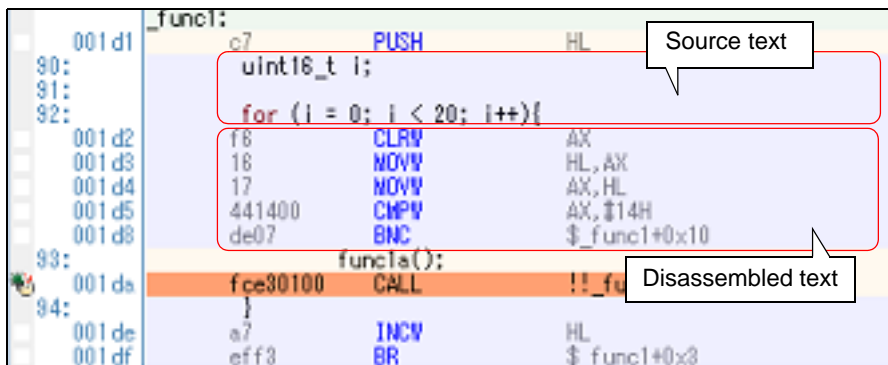 _func1:
001d1 c7 PUSH HL
90: uint16_t i;
91:
92: for (i = 0; i < 20; i++){
001d2 f6 CLRW AX
001d3 16 MOVW HL,AX
001d4 17 MOVW AX,HL
001d5 441400 CMPW AX,$14H
001d8 de07 BNC $_func1+0x10
93: func1a();
001da fce30100 CALL !!_fu
94: }
001de a7 INCW HL
001df eff3 BR $_func1+0x3
Source text
Disassembled text